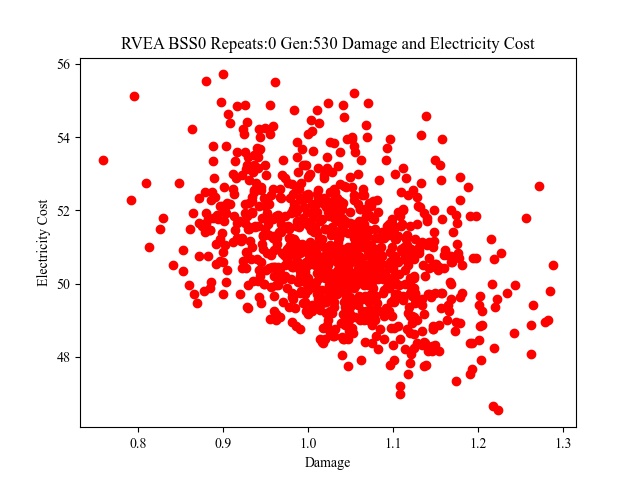 RVEA BSS0 Repeats:0 Gen:530 Damage and Electricity Cost
56
54
52
50
48
Electricity Cost
0.8 0.9 1.0 1.1 1.2 1.3
Damage